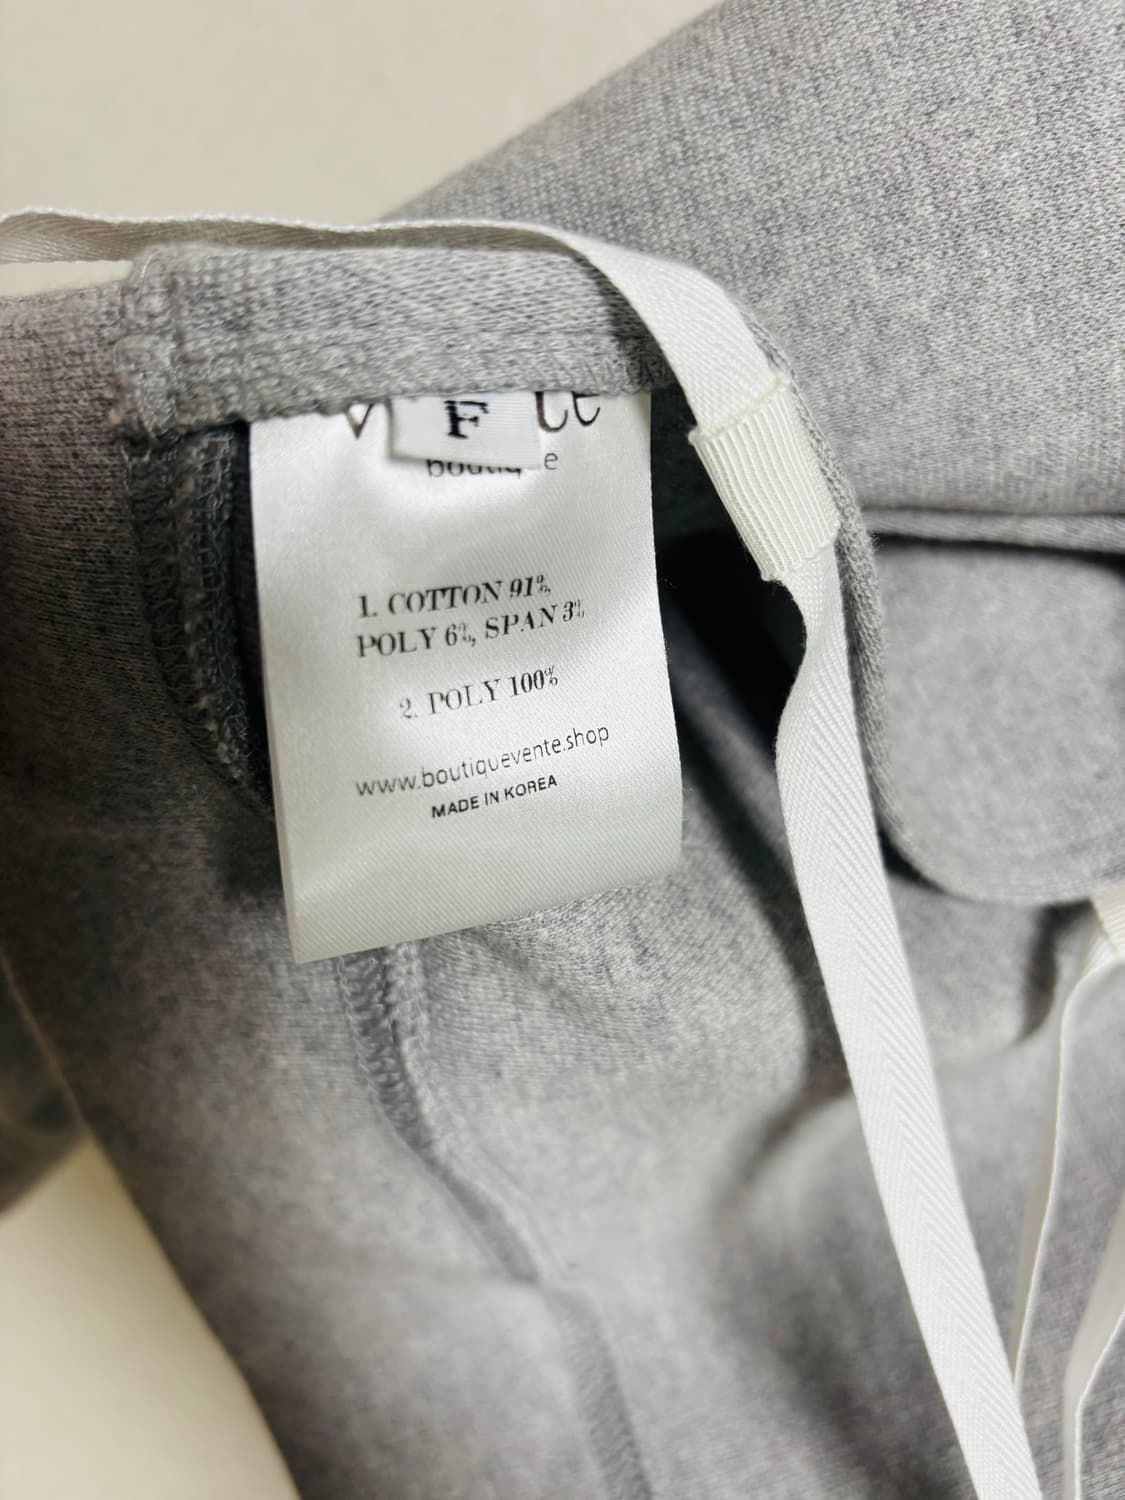 F
1. COTTON 91%,
POLY 6%, SPAN 3%
2. POLY 100%
www.boutiquevente.shop
MADE IN KOREA